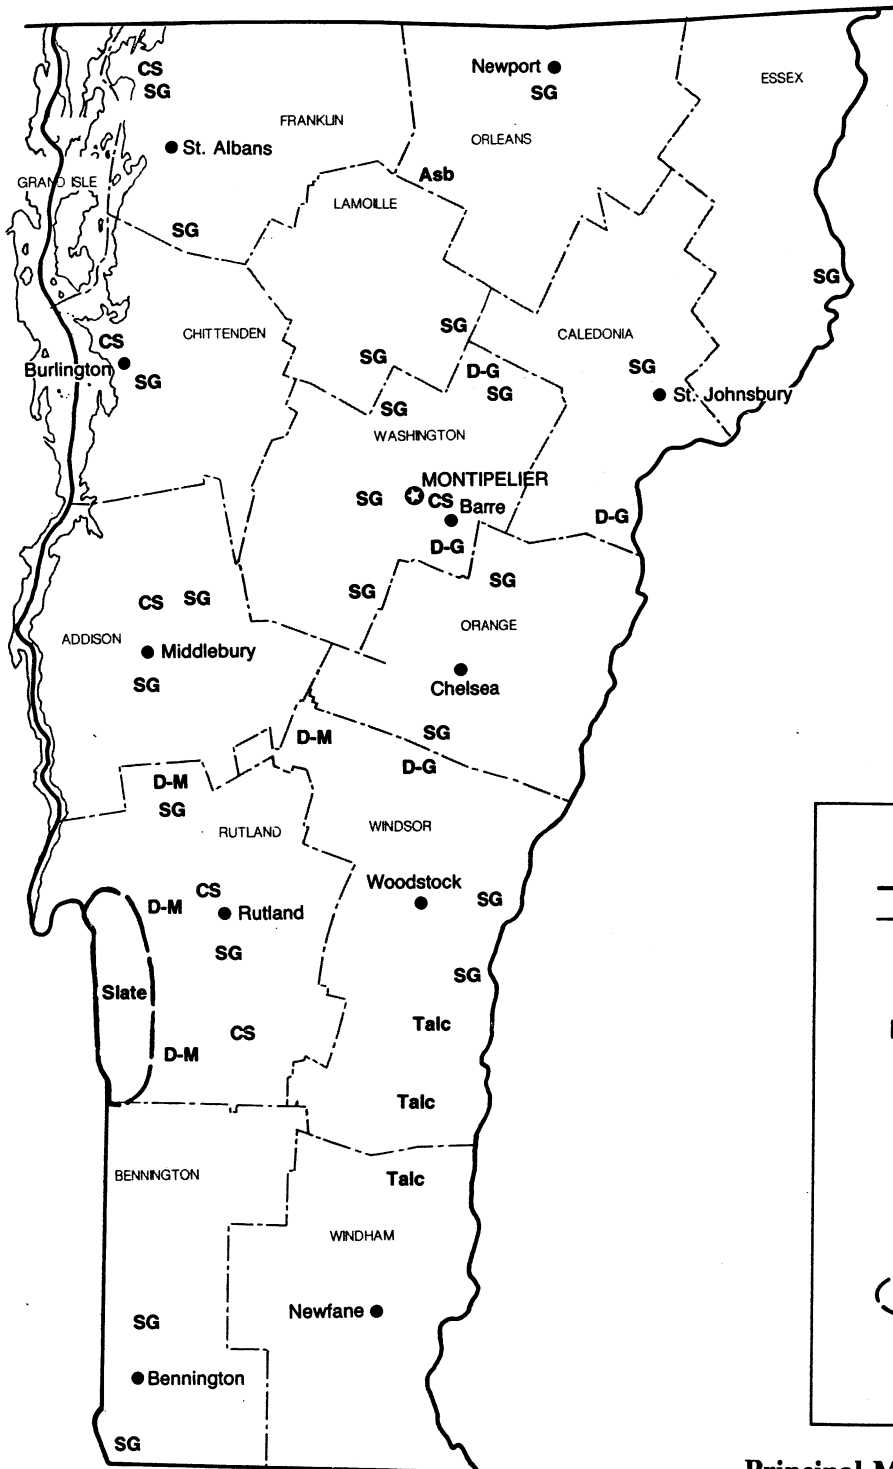 CS
Newport
ESSEX
SG
SG
FRANKLIN
ORLEANS
St. Albans
Asb
GRAND ISLE
LAMOILLE
SG
SG
SG
CHITTENDEN
CALEDONIA
CS
SG
SG
Burlington
D-G
SG
SG
St. Johnsbury
SG
WASHINGTON
MONTIPELIER
SG
CS
Barre
D-G
D-G
SG
SG
CS
SG
ORANGE
ADDISON
Middlebury
SG
Chelsea
SG
D-M
D-G
D-M
SG
RUTLAND
WINDSOR
Woodstock
CS
SG
D-M
Rutland
SG
SG
Slate
Talc
CS
D-M
Talc
BENNINGTON
Talc
WINDHAM
Newfane
SG
Bennington
SG